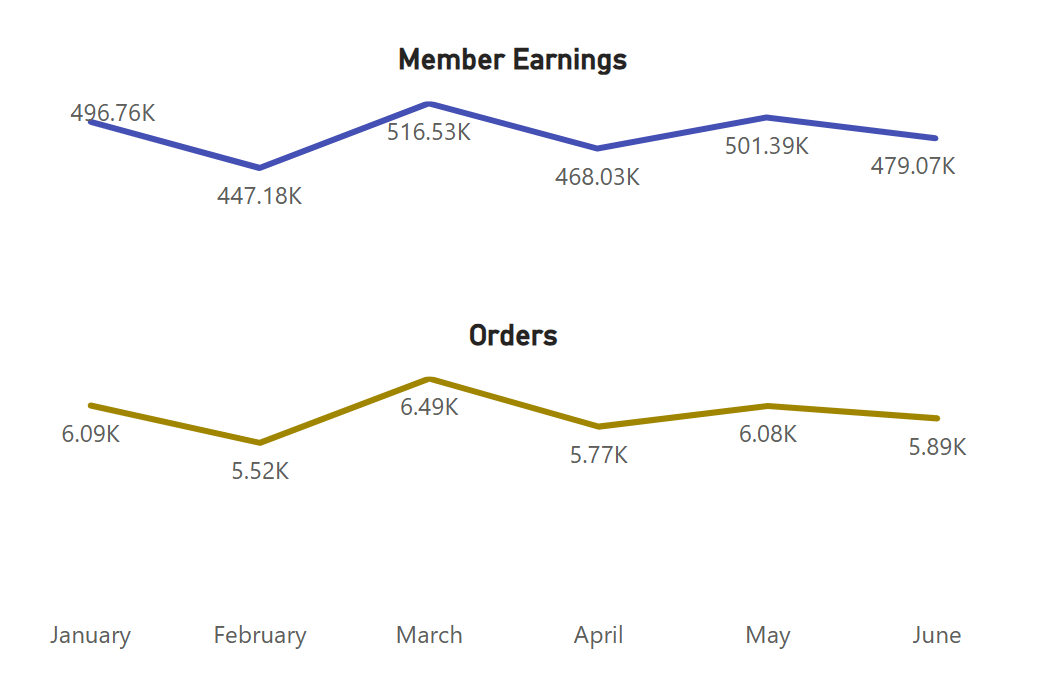 Member Earnings
496.76K
447.18K
516.53K
468.03K
501.39K
479.07K
Orders
6.09K
5.52K
6.49K
5.77K
6.08K
5.89K
January February March April May June